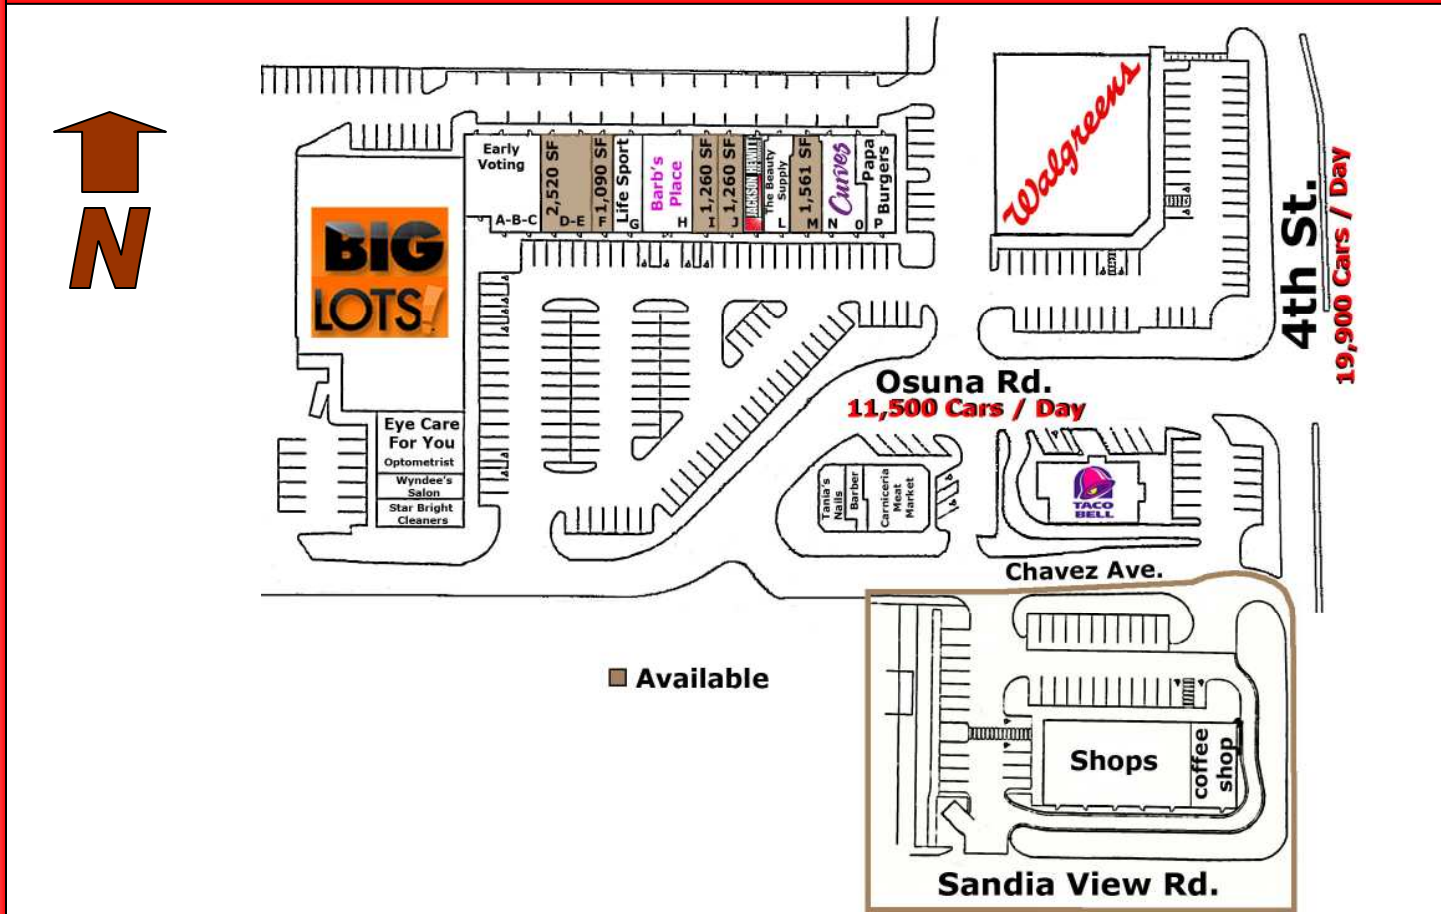 N
BIG
LOTS!
Early
Voting
A-B-C
2,520 SF
D-E
1,090 SF
F
Life Sport
G
Barb's
Place
H
1,260 SF
I
1,260 SF
J
JACKSON HEWITT
The Beauty
Supply
L
1,561 SF
M
Curves
N
O
Papa
Burgers
P
Walgreens
4th St.
19,900 Cars / Day
Osuna Rd.
11,500 Cars / Day
Eye Care
For You
Optometrist
Wyndee's
Salon
Star Bright
Cleaners
Tania's
Nails
Barber
Carniceria
Meat
Market
TACO
BELL
Chavez Ave.
Available
Shops
coffee
shop
Sandia View Rd.